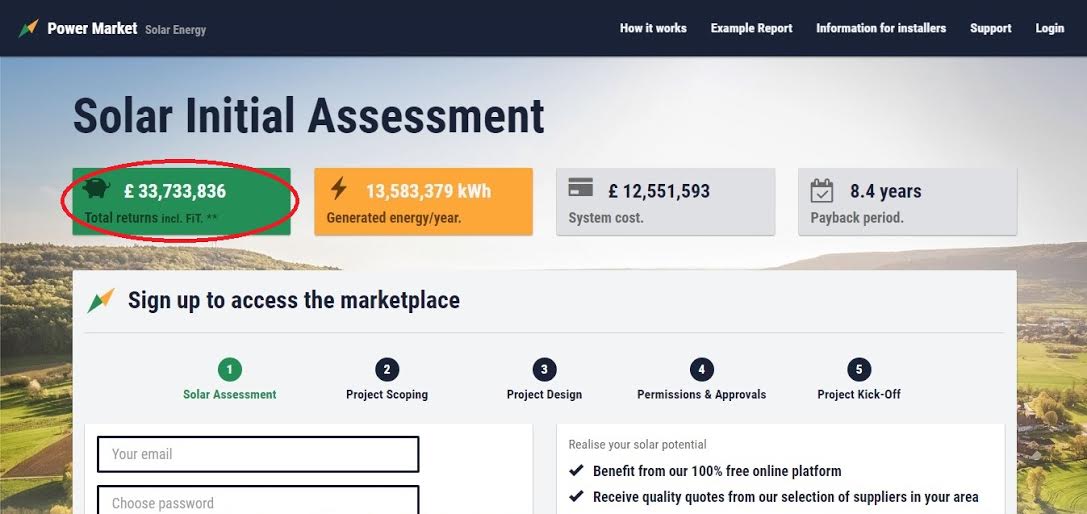 Power Market Solar Energy
How it works
Example Report
Information for installers
Support
Login
Solar Initial Assessment
£ 33,733,836
Total returns incl. FiT. **
13,583,379 kWh
Generated energy/year.
£ 12,551,593
System cost.
8.4 years
Payback period.
Sign up to access the marketplace
1
Solar Assessment
2
Project Scoping
3
Project Design
4
Permissions & Approvals
5
Project Kick-Off
Your email
Choose password
Realise your solar potential
Benefit from our 100% free online platform
Receive quality quotes from our selection of suppliers in your area